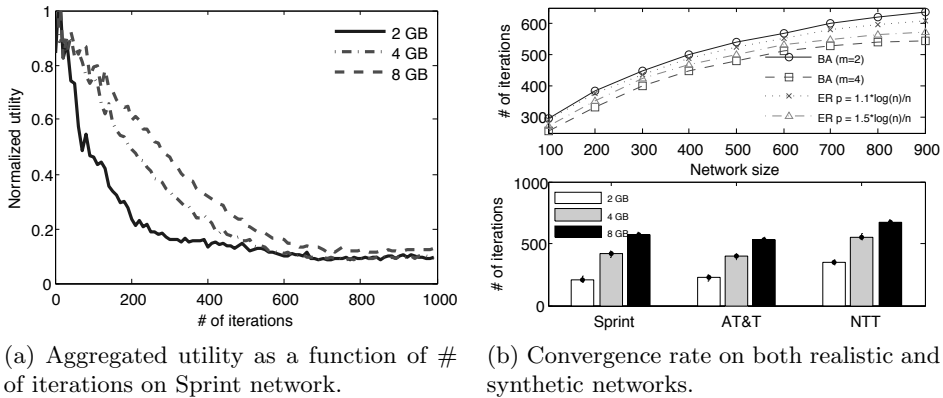 1
0.8
0.6
0.4
0.2
0
Normalized utility
2 GB
4 GB
8 GB
0 200 400 600 800 1000
# of iterations
(a) Aggregated utility as a function of #
of iterations on Sprint network.
600
500
400
300
# of iterations
BA (m=2)
BA (m=4)
ER p = 1.1*log(n)/n
ER p = 1.5*log(n)/n
100 200 300 400 500 600 700 800 900
Network size
1000
500
0
# of iterations
2 GB
4 GB
8 GB
Sprint AT&T NTT
(b) Convergence rate on both realistic and
synthetic networks.